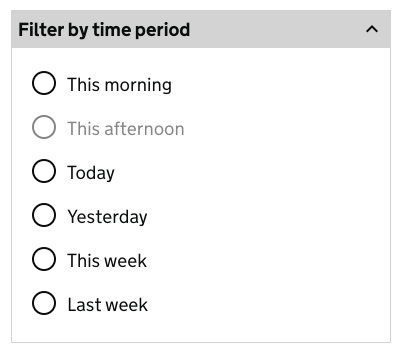 Filter by time period
This morning
This afternoon
Today
Yesterday
This week
Last week